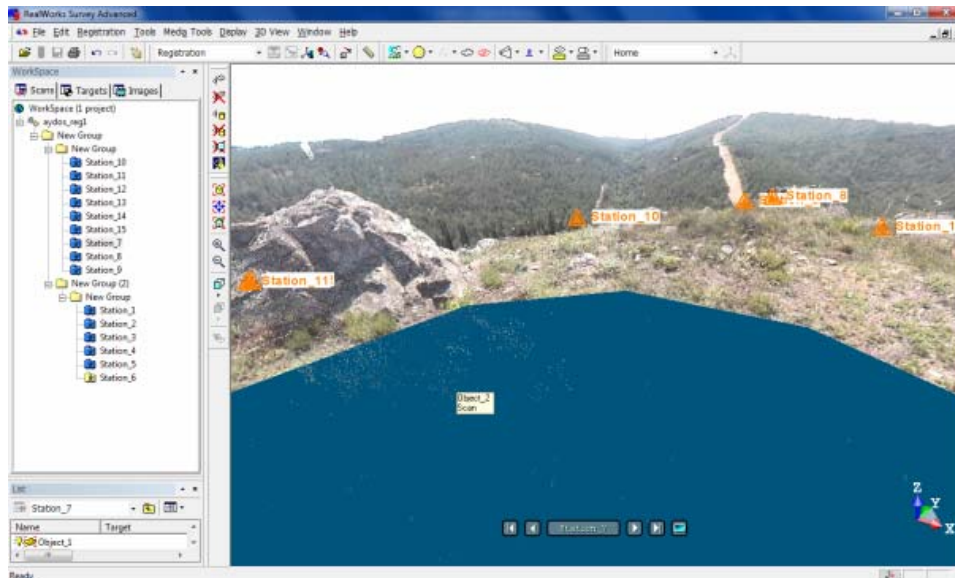 RealWorks Survey Advanced
File Edit Registration Tools Media Tools Display 3D View Window Help
Registration
Home
WorkSpace
Scans Targets Images
WorkSpace (1 project)
aydos_reg1
New Group
New Group
Station_10
Station_11
Station_12
Station_13
Station_14
Station_15
Station_7
Station_8
Station_9
New Group (2)
New Group
Station_1
Station_2
Station_3
Station_4
Station_5
Station_6
Station_8
Station_10
Station_1
Station_11
Object_2
Scan
List
Station_7
Name Target
Object_1
Station_7
Z
Y
X
Ready